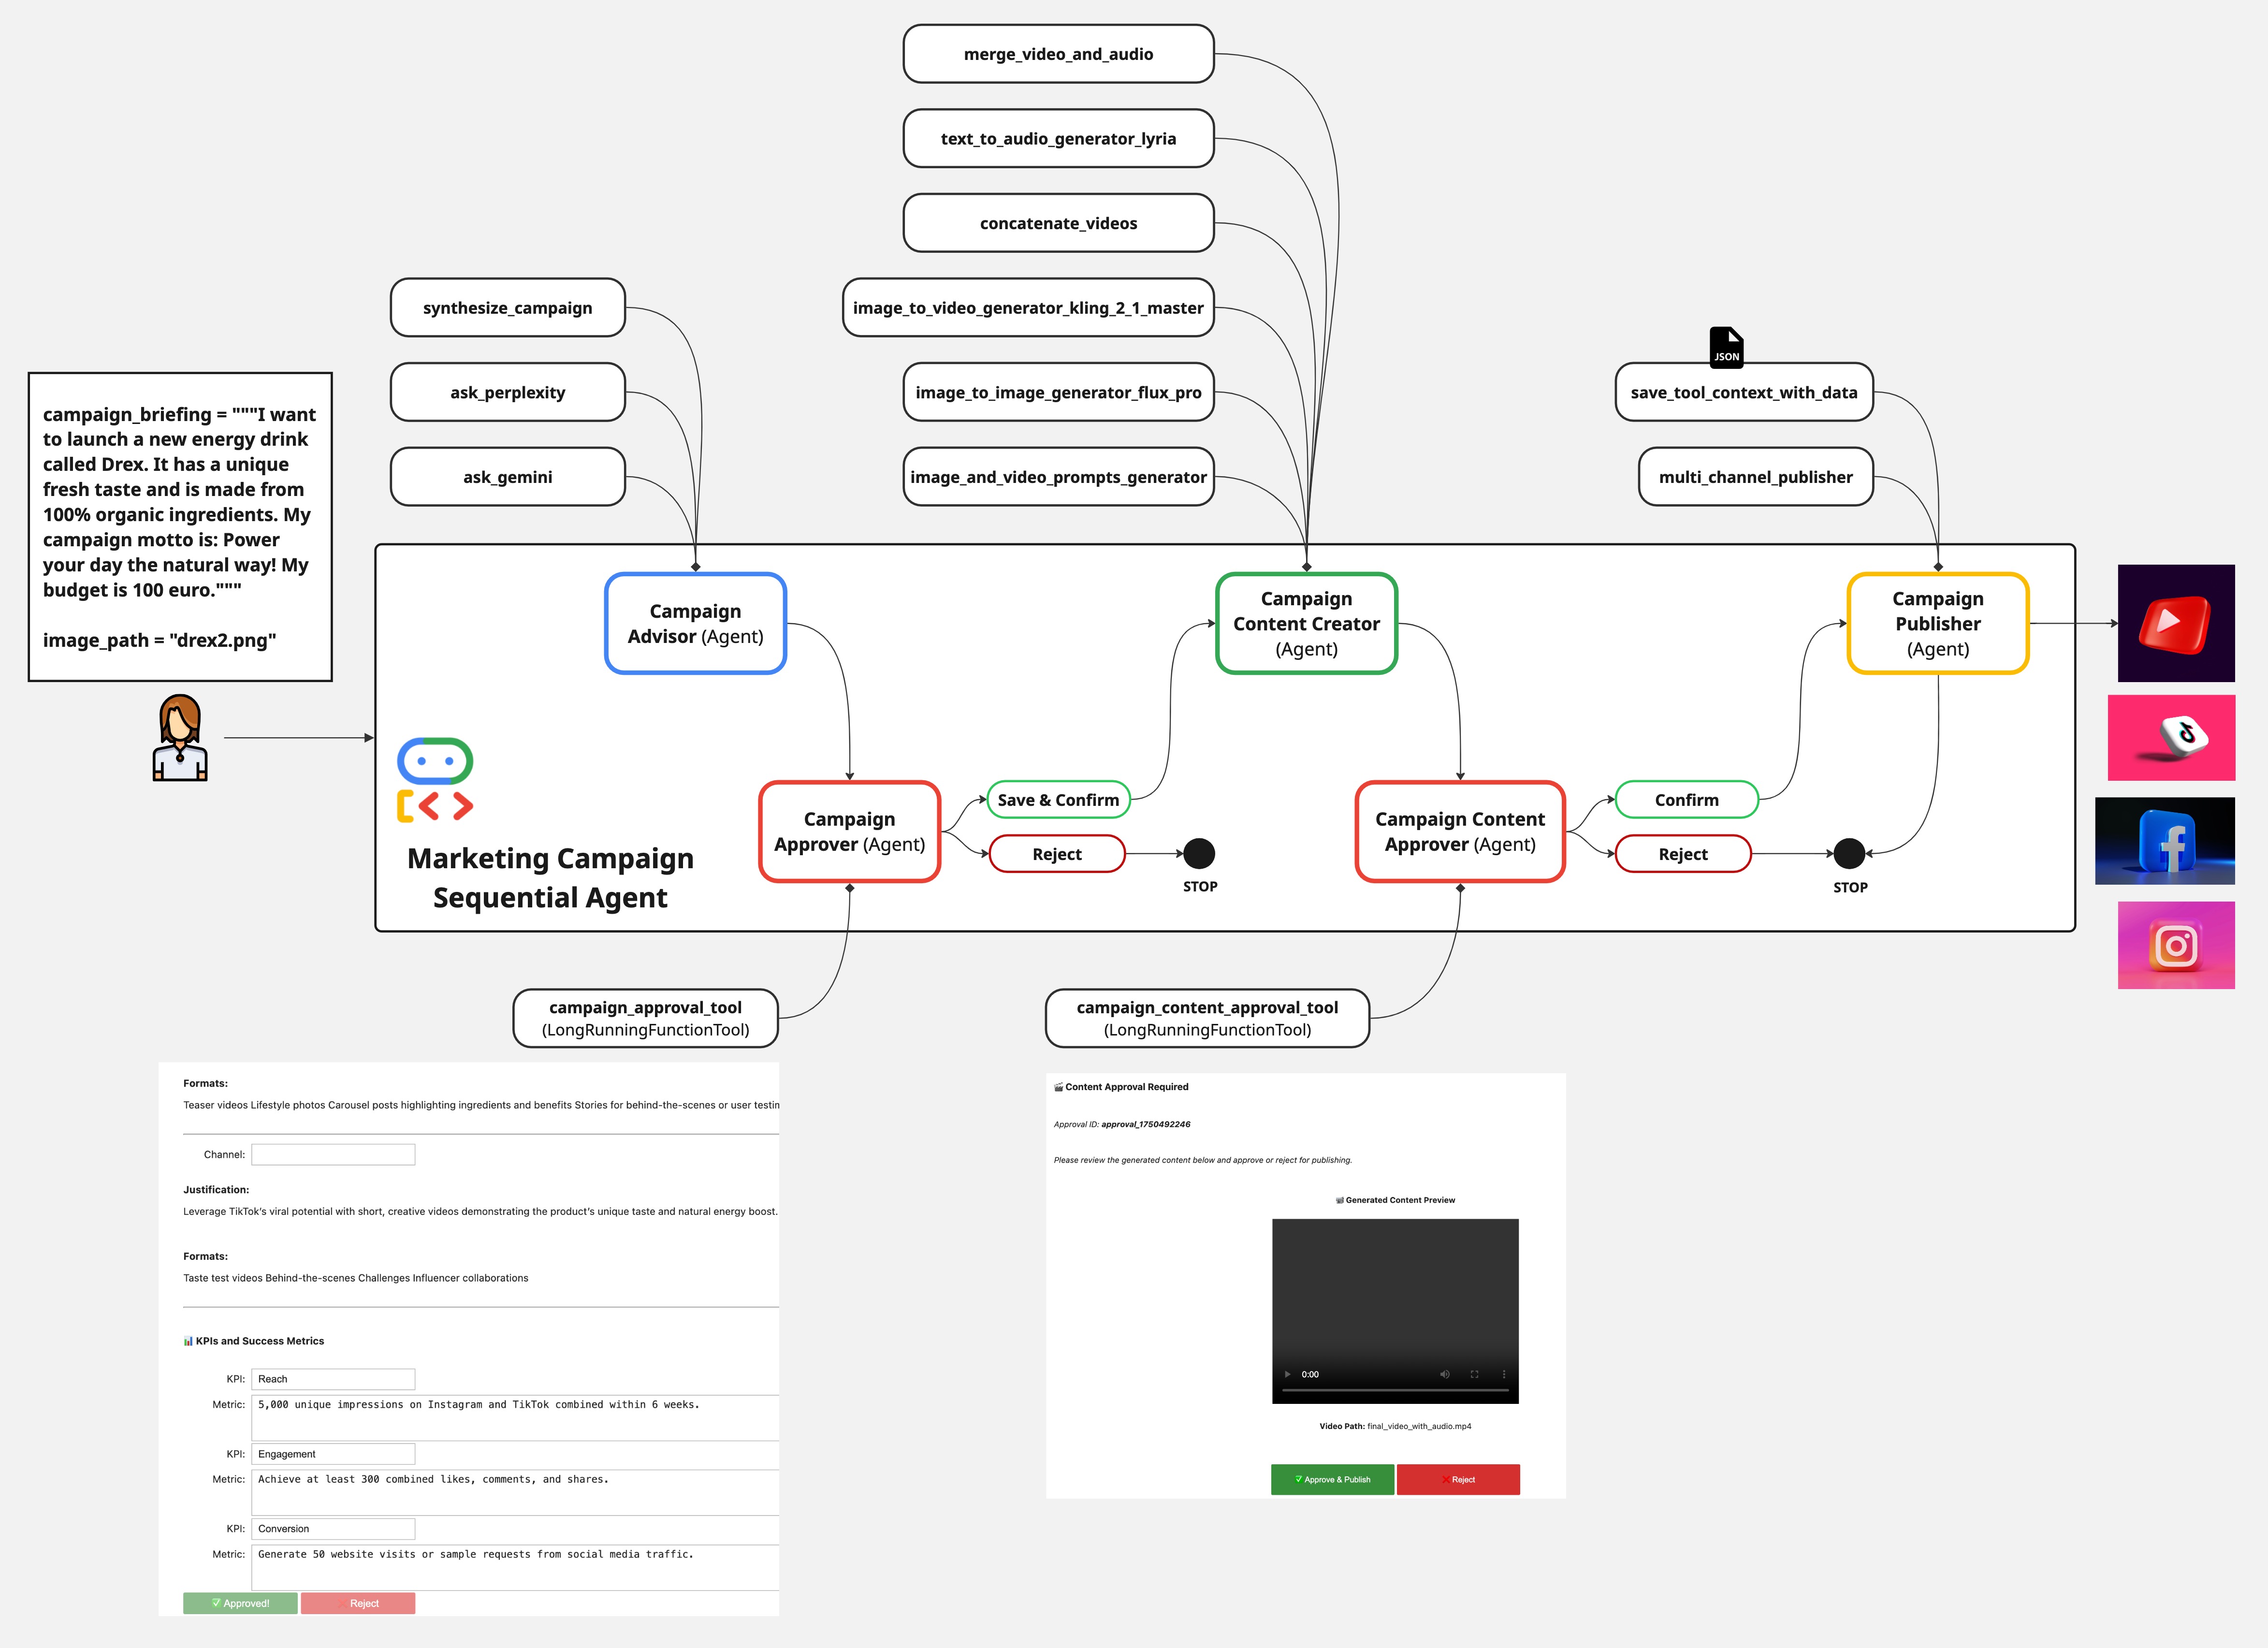 merge_video_and_audio
text_to_audio_generator_lyria
concatenate_videos
synthesize_campaign
image_to_video_generator_kling_2_1_master
JSON
ask_perplexity
image_to_image_generator_flux_pro
save_tool_context_with_data
ask_gemini
image_and_video_prompts_generator
multi_channel_publisher
campaign_briefing = """I want
to launch a new energy drink
called Drex. It has a unique
fresh taste and is made from
100% organic ingredients. My
campaign motto is: Power
your day the natural way! My
budget is 100 euro."""
image_path = "drex2.png"
Campaign
Advisor (Agent)
Campaign
Content Creator
(Agent)
Campaign
Publisher
(Agent)
Campaign
Approver (Agent)
Save & Confirm
Reject
STOP
Campaign Content
Approver (Agent)
Confirm
Reject
STOP
Marketing Campaign
Sequential Agent
campaign_approval_tool
(LongRunningFunctionTool)
campaign_content_approval_tool
(LongRunningFunctionTool)
Formats:
Teaser videos Lifestyle photos Carousel posts highlighting ingredients and benefits Stories for behind-the-scenes or user testin
Channel:
Justification:
Leverage TikTok's viral potential with short, creative videos demonstrating the product's unique taste and natural energy boost.
Formats:
Taste test videos Behind-the-scenes Challenges Influencer collaborations
KPIs and Success Metrics
KPI: Reach
Metric: 5,000 unique impressions on Instagram and TikTok combined within 6 weeks.
KPI: Engagement
Metric: Achieve at least 300 combined likes, comments, and shares.
KPI: Conversion
Metric: Generate 50 website visits or sample requests from social media traffic.
Approved! Reject
Content Approval Required
Approval ID: approval_1750492246
Please review the generated content below and approve or reject for publishing.
Generated Content Preview
0:00
Video Path: final_video_with_audio.mp4
Approve & Publish Reject